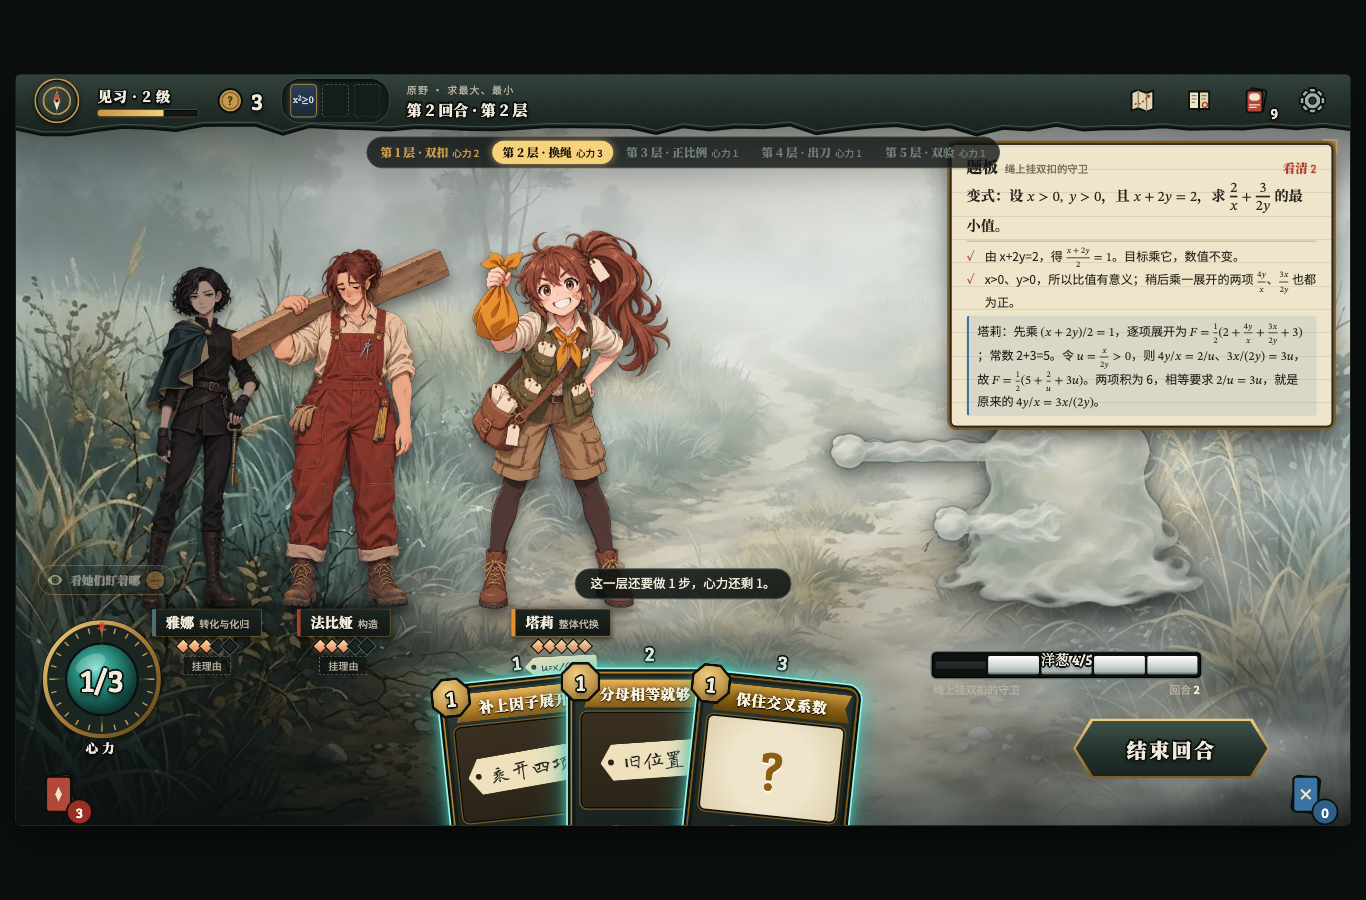 见习·2 级
? 3
x²≥0
原野 · 求最大、最小
第 2 回合·第 2 层
9
第 1 层·双扣 心力 2
第 2 层·换绳 心力 3
第 3 层·正比例 心力 1
第 4 层·出刀 心力 1
第 5 层·双验 心力 1
题板 绳上挂双扣的守卫 看清 2
变式：设 x > 0, y > 0，且 x + 2y = 2，求 2/x + 3/2y 的最
小值。
√ 由 x+2y=2，得 x+2y/2 = 1。目标乘它，数值不变。
√ x>0、y>0，所以比值有意义；稍后乘一展开的两项 4y/x、3x/2y 也都
为正。
塔莉：先乘 (x + 2y)/2 = 1，逐项展开为 F = 1/2(2 + 4y/x + 3x/2y + 3)
；常数 2+3=5。令 u = x/2y > 0，则 4y/x = 2/u、3x/(2y) = 3u，
故 F = 1/2(5 + 2/u + 3u)。两项积为 6，相等要求 2/u = 3u，就是
原来的 4y/x = 3x/(2y)。
看她们盯着哪
这一层还要做 1 步，心力还剩 1。
雅娜 转化与化归
挂理由
法比娅 构造
挂理由
塔莉 整体代换
u=x/
1/3
心力
3
1
1 补上因子展开
乘开四项
2
1 分母相等就够
旧位置
3
1 保住交叉系数
?
洋葱 4/5
绳上挂双扣的守卫 回合 2
结束回合
0